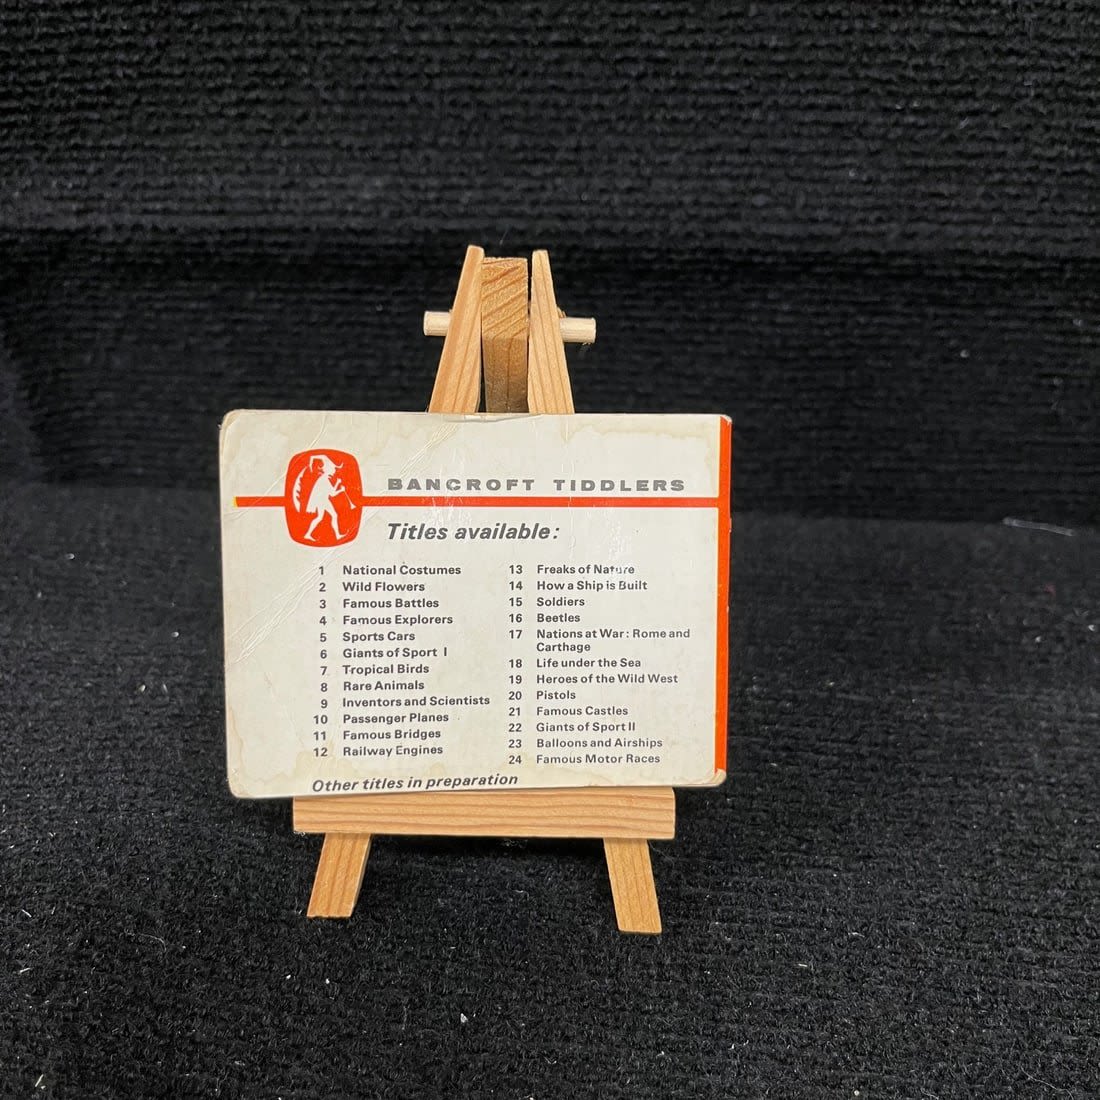 BANCROFT TIDDLERS
Titles available:
1 National Costumes
2 Wild Flowers
3 Famous Battles
4 Famous Explorers
5 Sports Cars
6 Giants of Sport I
7 Tropical Birds
8 Rare Animals
9 Inventors and Scientists
10 Passenger Planes
11 Famous Bridges
12 Railway Engines
13 Freaks of Nature
14 How a Ship is Built
15 Soldiers
16 Beetles
17 Nations at War: Rome and
Carthage
18 Life under the Sea
19 Heroes of the Wild West
20 Pistols
21 Famous Castles
22 Giants of Sport II
23 Balloons and Airships
24 Famous Motor Races
Other titles in preparation